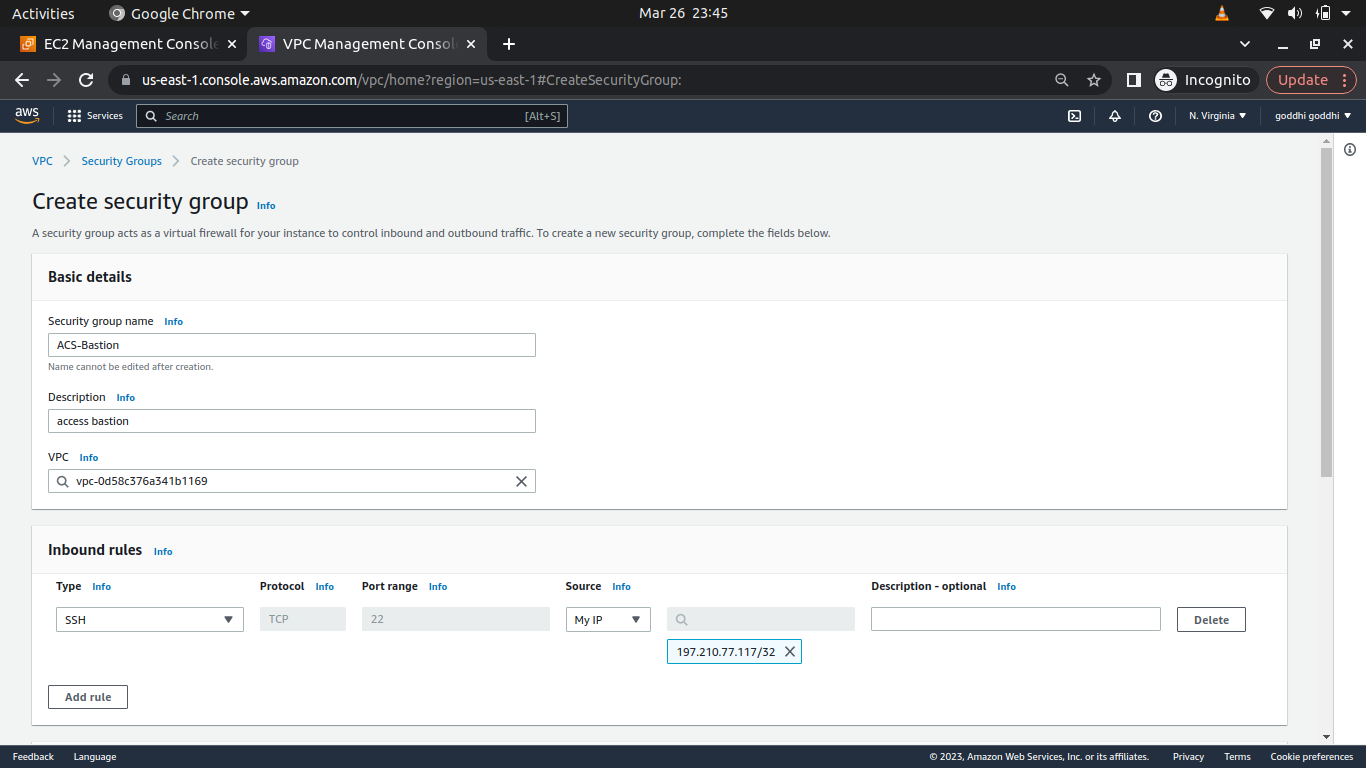 Activities Google Chrome Mar 26 23:45
EC2 Management Console VPC Management Consol
us-east-1.console.aws.amazon.com/vpc/home?region=us-east-1#CreateSecurityGroup: Incognito Update
aws Services Search [Alt+S] N. Virginia goddhi goddhi
VPC Security Groups Create security group
Create security group Info
A security group acts as a virtual firewall for your instance to control inbound and outbound traffic. To create a new security group, complete the fields below.
Basic details
Security group name Info
ACS-Bastion
Name cannot be edited after creation.
Description Info
access bastion
VPC Info
vpc-0d58c376a341b1169
Inbound rules Info
Type Info Protocol Info Port range Info Source Info Description - optional Info
SSH TCP 22 My IP Delete
197.210.77.117/32
Add rule
Feedback Language © 2023, Amazon Web Services, Inc. or its affiliates. Privacy Terms Cookie preferences